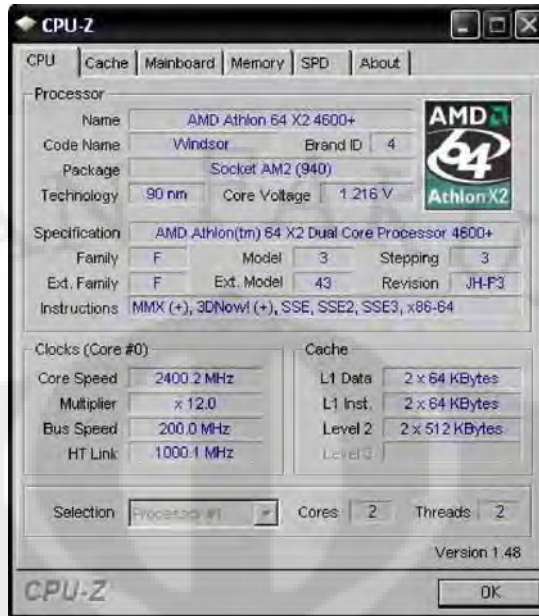 CPU-Z
CPU Cache Mainboard Memory SPD About
Processor
Name AMD Athlon 64 X2 4600+
Code Name Windsor Brand ID 4
Package Socket AM2 (940)
Technology 90 nm Core Voltage 1.216 V
AMD
64
Athlon X2
Specification AMD Athlon(tm) 64 X2 Dual Core Processor 4600+
Family F Model 3 Stepping 3
Ext. Family F Ext. Model 43 Revision JH-F3
Instructions MMX (+), 3DNow! (+), SSE, SSE2, SSE3, x86-64
Clocks (Core #0)
Core Speed 2400.2 MHz
Multiplier x 12.0
Bus Speed 200.0 MHz
HT Link 1000.1 MHz
Cache
L1 Data 2 x 64 KBytes
L1 Inst. 2 x 64 KBytes
Level 2 2 x 512 KBytes
Level 3
Selection Processor #1 Cores 2 Threads 2
Version 1.48
CPU-Z OK